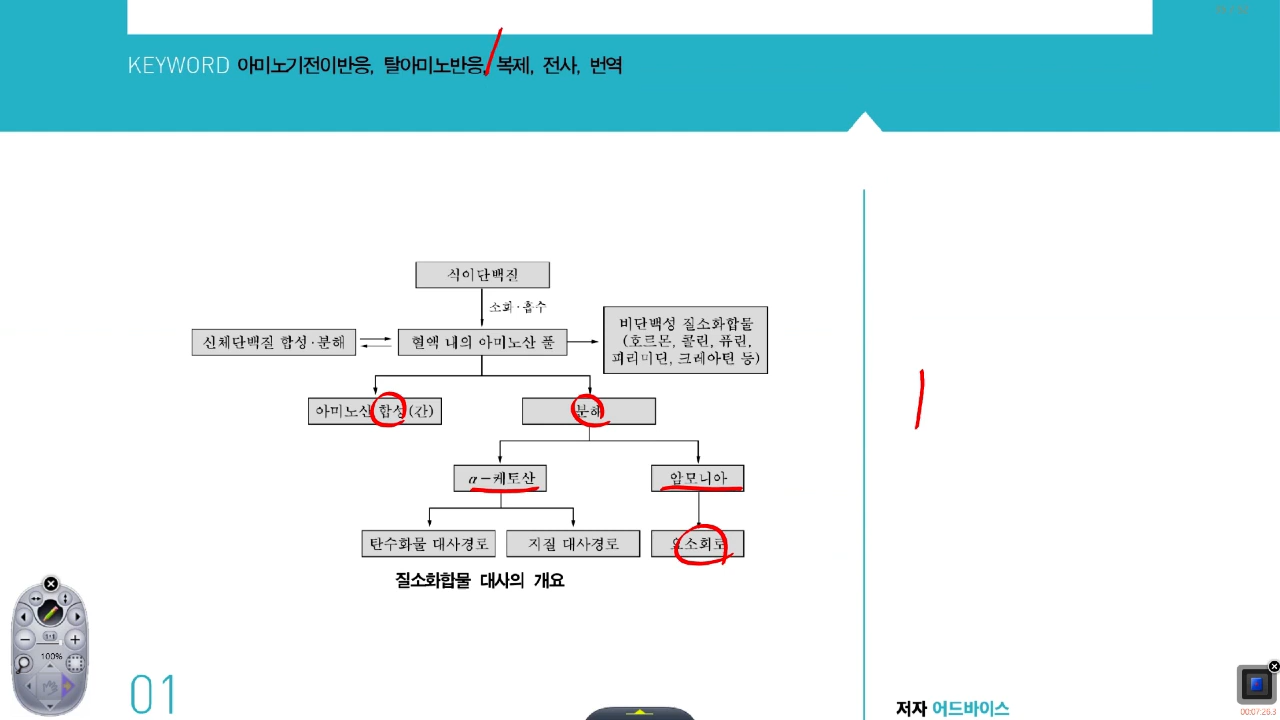 KEYWORD 아미노기전이반응, 탈아미노반응, 복제, 전사, 번역
식이단백질
소화·흡수
신체단백질 합성·분해
혈액 내의 아미노산 풀
비단백성 질소화합물
(호르몬, 콜린, 퓨린,
피리미딘, 크레아틴 등)
아미노산 합성(간)
분해
α-케토산
암모니아
탄수화물 대사경로
지질 대사경로
요소회로
질소화합물 대사의 개요
100%
01
저자 어드바이스
00:07:26.3